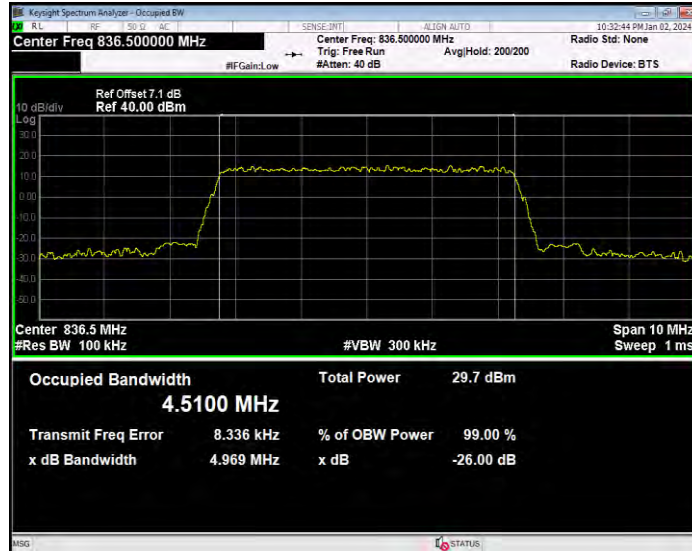 Keysight Spectrum Analyzer - Occupied BW
RL RF 50 Ω AC SENSE:INT ALIGN AUTO 10:32:44 PM Jan 02, 2024
Center Freq 836.500000 MHz Center Freq: 836.500000 MHz Radio Std: None
Trig: Free Run Avg|Hold: 200/200
#IFGain:Low #Atten: 40 dB Radio Device: BTS
Ref Offset 7.1 dB
10 dB/div Ref 40.00 dBm
Log
30.0
20.0
10.0
0.00
-10.0
-20.0
-30.0
-40.0
-50.0
Center 836.5 MHz Span 10 MHz
#Res BW 100 kHz #VBW 300 kHz Sweep 1 ms
Occupied Bandwidth Total Power 29.7 dBm
4.5100 MHz
Transmit Freq Error 8.336 kHz % of OBW Power 99.00 %
x dB Bandwidth 4.969 MHz x dB -26.00 dB
MSG STATUS